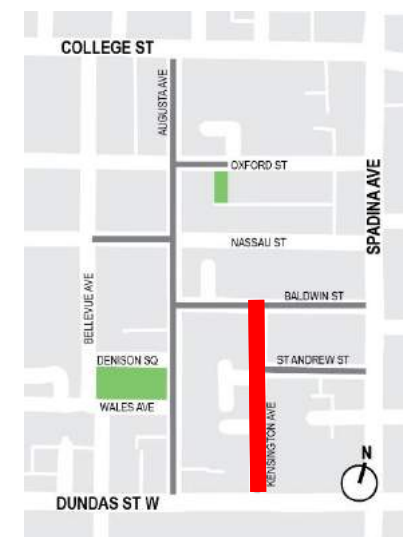 COLLEGE ST
AUGUSTA AVE
OXFORD ST
SPADINA AVE
NASSAU ST
BELLEVUE AVE
BALDWIN ST
DENISON SQ
ST ANDREW ST
WALES AVE
KENSINGTON AVE
N
DUNDAS ST W